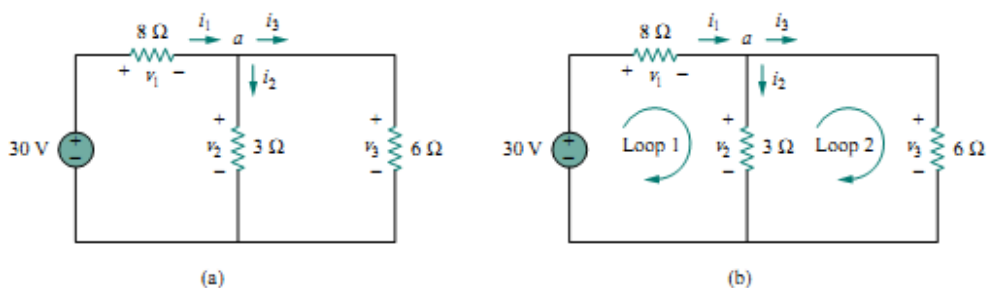 8 Ω i₁ a i₃
+ v₁ − i₂
30 V + − + v₂ − 3 Ω + v₃ − 6 Ω
(a)
8 Ω i₁ a i₃
+ v₁ − i₂
30 V + − Loop 1 + v₂ − 3 Ω Loop 2 + v₃ − 6 Ω
(b)